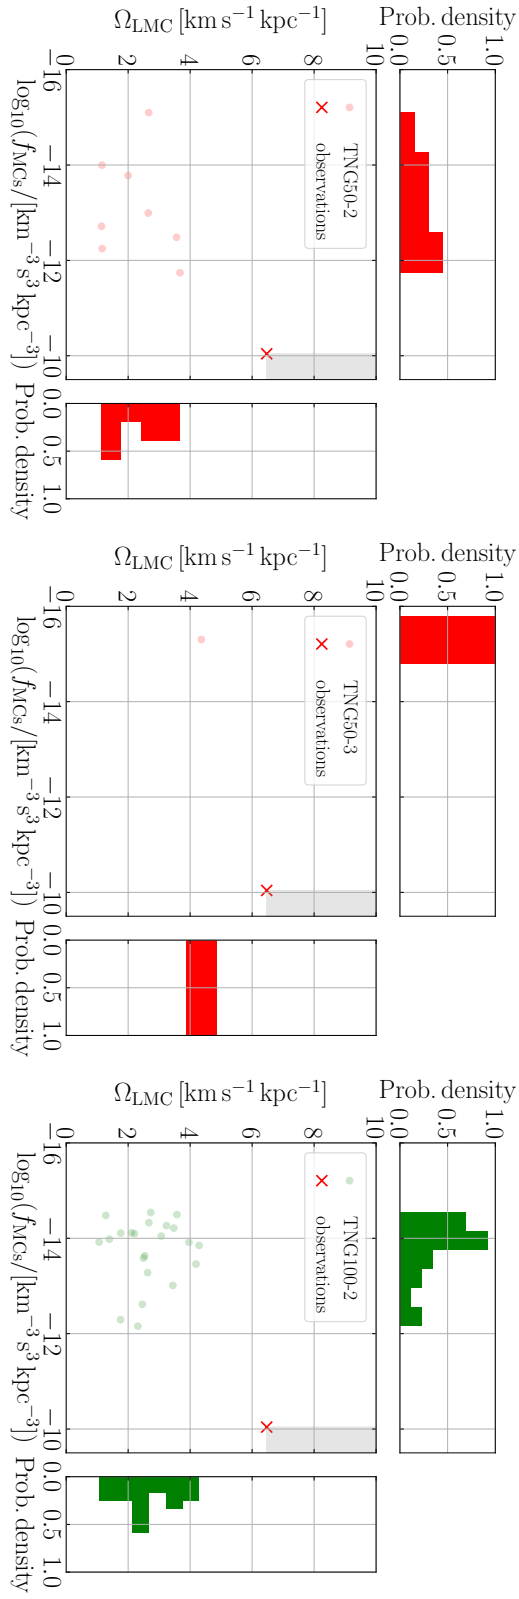 Prob. density
1.0
0.5
0.0
Ω_LMC [km s⁻¹ kpc⁻¹]
10
8
6
4
2
0
TNG50-2
observations
−16 −14 −12 −10
log₁₀(f_MCs/[km⁻³ s³ kpc⁻³])
0.0 0.5 1.0
Prob. density
Prob. density
1.0
0.5
0.0
Ω_LMC [km s⁻¹ kpc⁻¹]
10
8
6
4
2
0
TNG50-3
observations
−16 −14 −12 −10
log₁₀(f_MCs/[km⁻³ s³ kpc⁻³])
0.0 0.5 1.0
Prob. density
Prob. density
1.0
0.5
0.0
Ω_LMC [km s⁻¹ kpc⁻¹]
10
8
6
4
2
0
TNG100-2
observations
−16 −14 −12 −10
log₁₀(f_MCs/[km⁻³ s³ kpc⁻³])
0.0 0.5 1.0
Prob. density